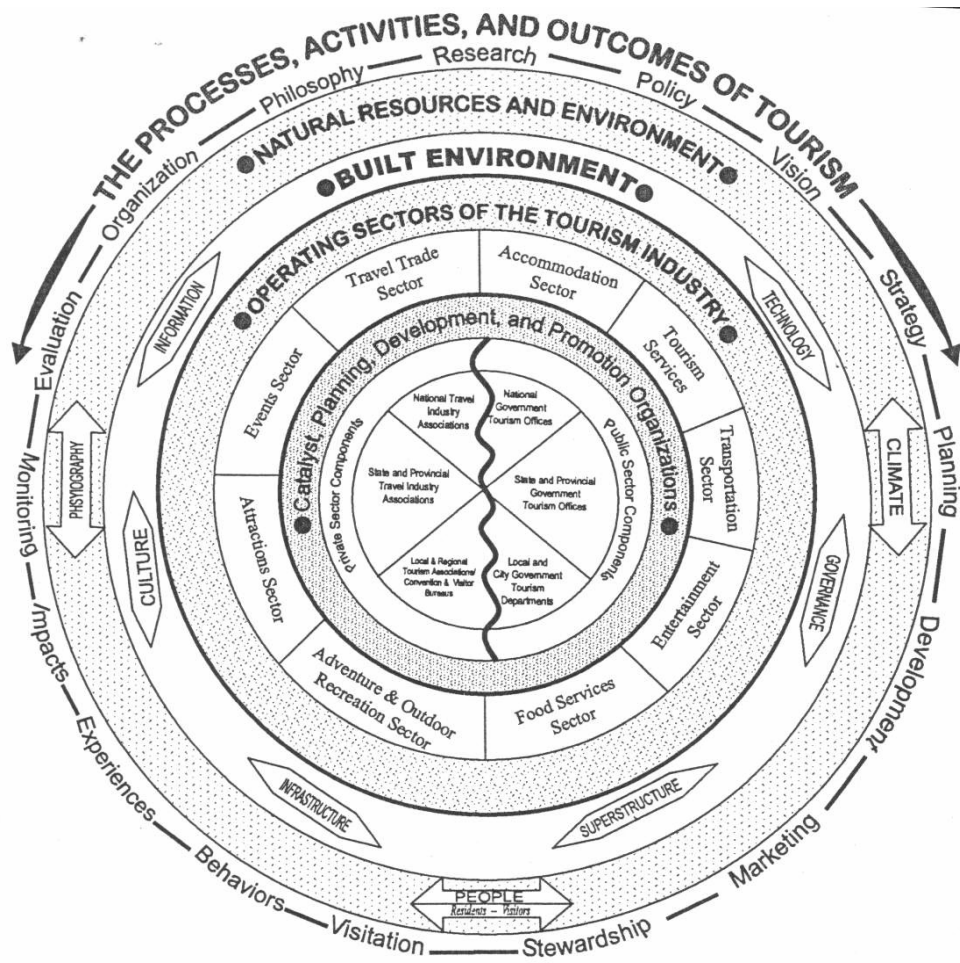 THE PROCESSES, ACTIVITIES, AND OUTCOMES OF TOURISM
Research
Policy
Vision
Strategy
Planning
Development
Marketing
Stewardship
Visitation
Behaviors
Experiences
Impacts
Monitoring
Evaluation
Organization
Philosophy
NATURAL RESOURCES AND ENVIRONMENT
CLIMATE
PEOPLE
Residents - Visitors
PHSYIOGRAPHY
BUILT ENVIRONMENT
TECHNOLOGY
GOVERNANCE
SUPERSTRUCTURE
INFRASTRUCTURE
CULTURE
INFORMATION
OPERATING SECTORS OF THE TOURISM INDUSTRY
Accommodation
Sector
Tourism
Services
Transportation
Sector
Entertainment
Sector
Food Services
Sector
Adventure & Outdoor
Recreation Sector
Attractions Sector
Events Sector
Travel Trade
Sector
Catalyst, Planning, Development, and Promotion Organizations
Private Sector Components
Public Sector Components
National Travel
Industry
Associations
National
Government
Tourism Offices
State and Provincial
Travel Industry
Associations
State and Provincial
Government
Tourism Offices
Local & Regional
Tourism Associations/
Convention & Visitor
Bureaus
Local and
City Government
Tourism
Departments